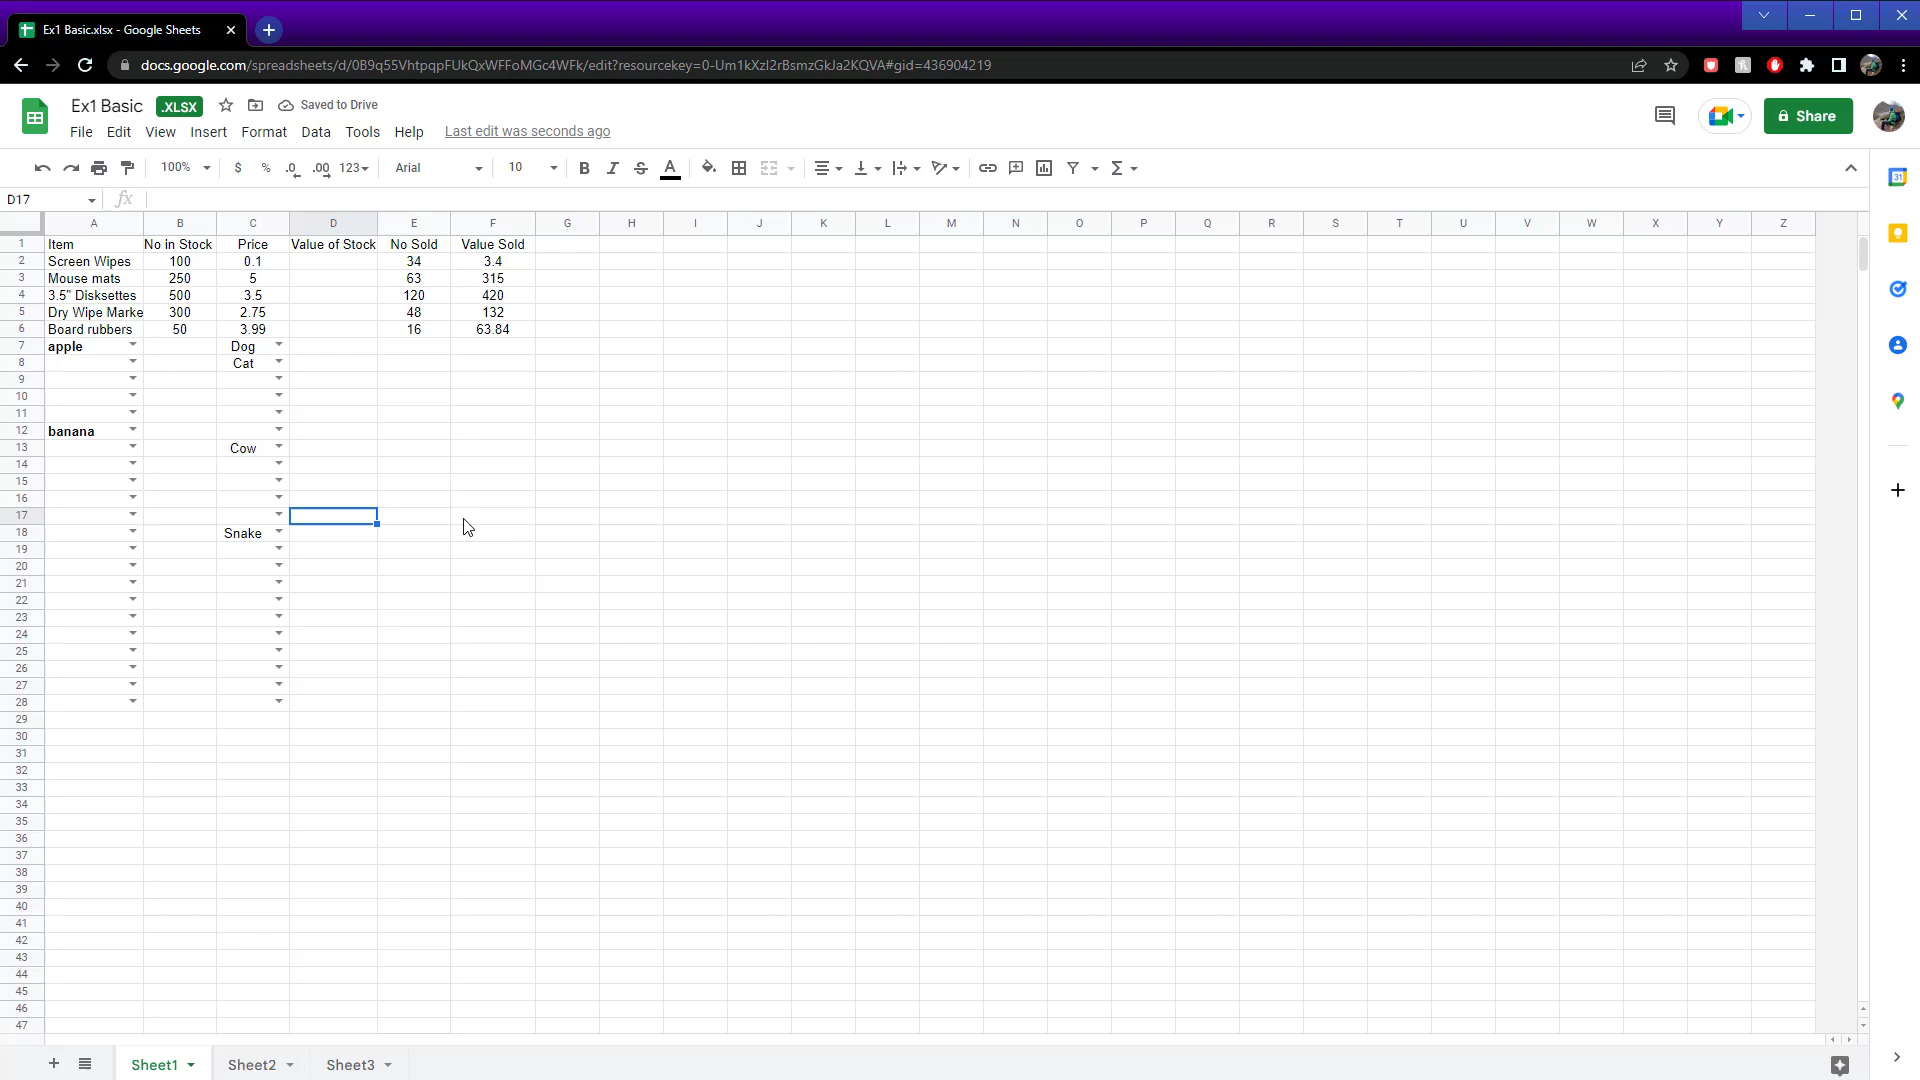 Ex1 Basic.xlsx - Google Sheets
docs.google.com/spreadsheets/d/0B9q55VhtpqpFUkQxWFFoMGc4WFk/edit?resourcekey=0-Um1kXzI2rBsmzGkJa2KQVA#gid=436904219
Ex1 Basic .XLSX Saved to Drive
File Edit View Insert Format Data Tools Help Last edit was seconds ago
Share
100% $ % .0 .00 123 Arial 10 B I S A Σ
D17 fx
A B C D E F G H I J K L M N O P Q R S T U V W X Y Z
1 Item No in Stock Price Value of Stock No Sold Value Sold
2 Screen Wipes 100 0.1 34 3.4
3 Mouse mats 250 5 63 315
4 3.5" Disksettes 500 3.5 120 420
5 Dry Wipe Marke 300 2.75 48 132
6 Board rubbers 50 3.99 16 63.84
7 apple Dog
8 Cat
9
10
11
12 banana
13 Cow
14
15
16
17
18 Snake
19
20
21
22
23
24
25
26
27
28
29
30
31
32
33
34
35
36
37
38
39
40
41
42
43
44
45
46
47
Sheet1 Sheet2 Sheet3
31